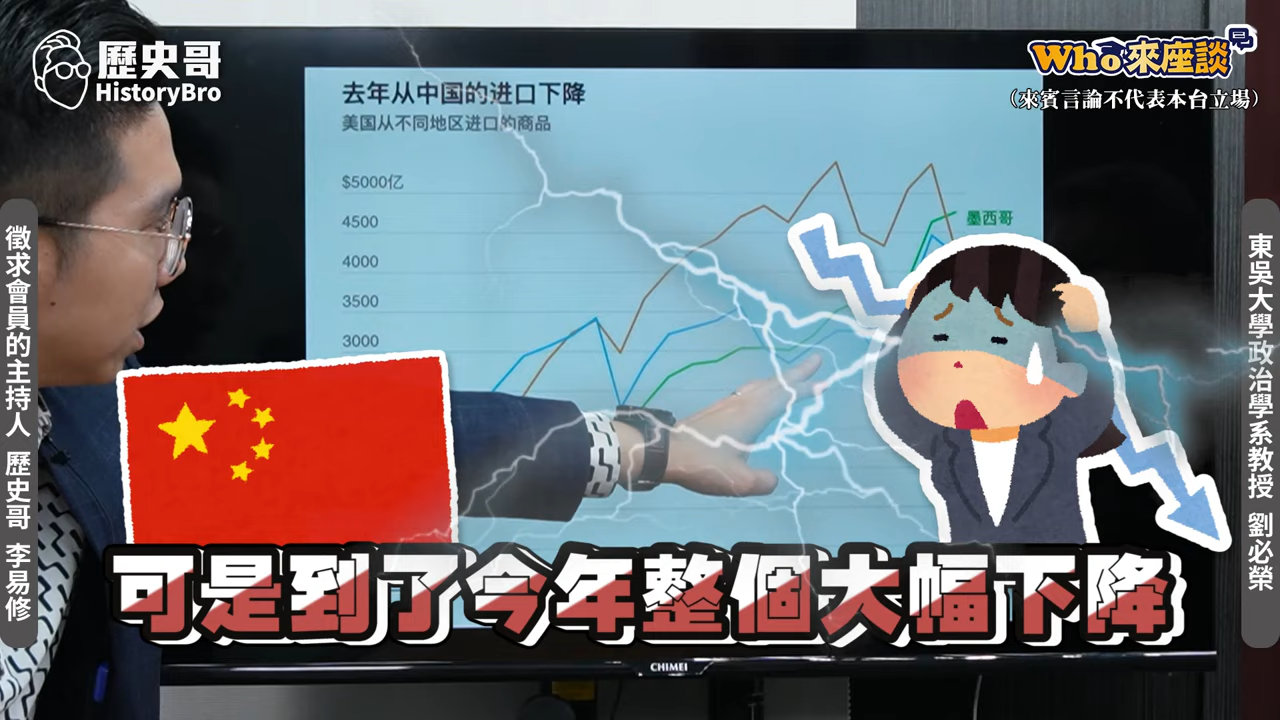 歷史哥
HistoryBro
Who來座談
(來賓言論不代表本台立場)
去年从中国的进口下降
美国从不同地区进口的商品
$5000亿
4500
4000
3500
3000
墨西哥
徵求會員的主持人 歷史哥 李易修
東吳大學政治學系教授 劉必榮
可是到了今年整個大幅下降
CHIMEI